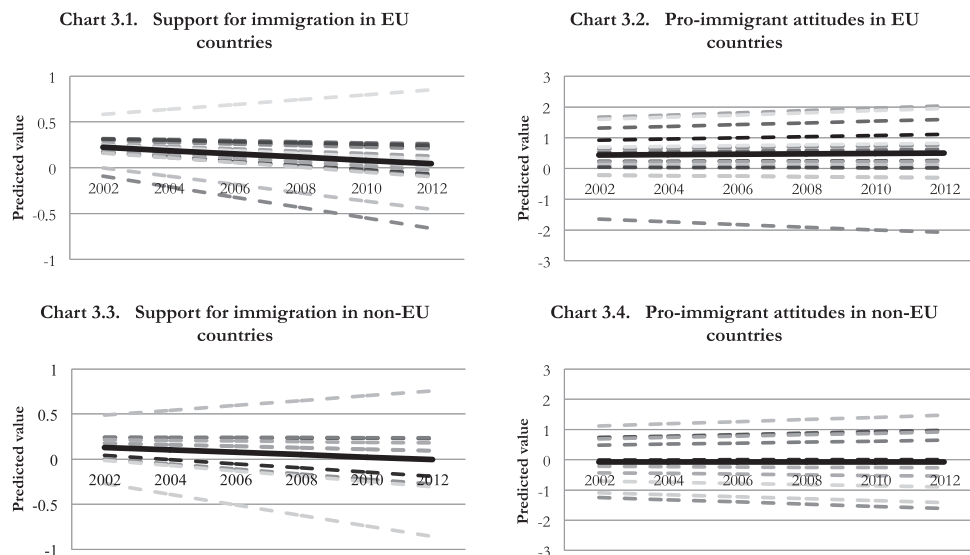 Chart 3.1. Support for immigration in EU
countries
1
0.5
0
-0.5
-1
Predicted value
2002 2004 2006 2008 2010 2012
Chart 3.2. Pro-immigrant attitudes in EU
countries
3
2
1
0
-1
-2
-3
Predicted value
2002 2004 2006 2008 2010 2012
Chart 3.3. Support for immigration in non-EU
countries
1
0.5
0
-0.5
-1
Predicted value
2002 2004 2006 2008 2010 2012
Chart 3.4. Pro-immigrant attitudes in non-EU
countries
3
2
1
0
-1
-2
-3
Predicted value
2002 2004 2006 2008 2010 2012